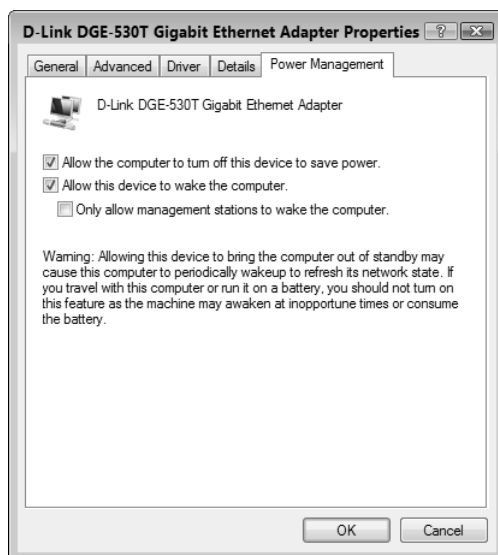 D-Link DGE-530T Gigabit Ethernet Adapter Properties ? X
General Advanced Driver Details Power Management
D-Link DGE-530T Gigabit Ethernet Adapter
Allow the computer to turn off this device to save power.
Allow this device to wake the computer.
Only allow management stations to wake the computer.
Warning: Allowing this device to bring the computer out of standby may
cause this computer to periodically wakeup to refresh its network state. If
you travel with this computer or run it on a battery, you should not turn on
this feature as the machine may awaken at inopportune times or consume
the battery.
OK Cancel